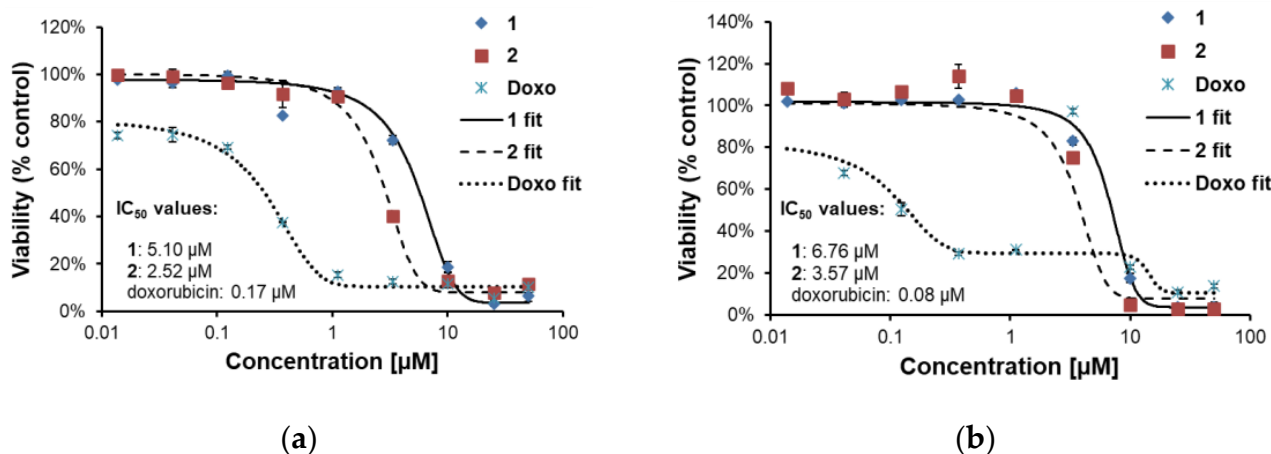 120%
100%
80%
60%
40%
20%
0%
Viability (% control)
0.01
0.1
1
10
100
Concentration [µM]
IC50 values:
1: 5.10 µM
2: 2.52 µM
doxorubicin: 0.17 µM
1
2
Doxo
1 fit
2 fit
Doxo fit
(a)
140%
120%
100%
80%
60%
40%
20%
0%
Viability (% control)
0.01
0.1
1
10
100
Concentration [µM]
IC50 values:
1: 6.76 µM
2: 3.57 µM
doxorubicin: 0.08 µM
1
2
Doxo
1 fit
2 fit
Doxo fit
(b)